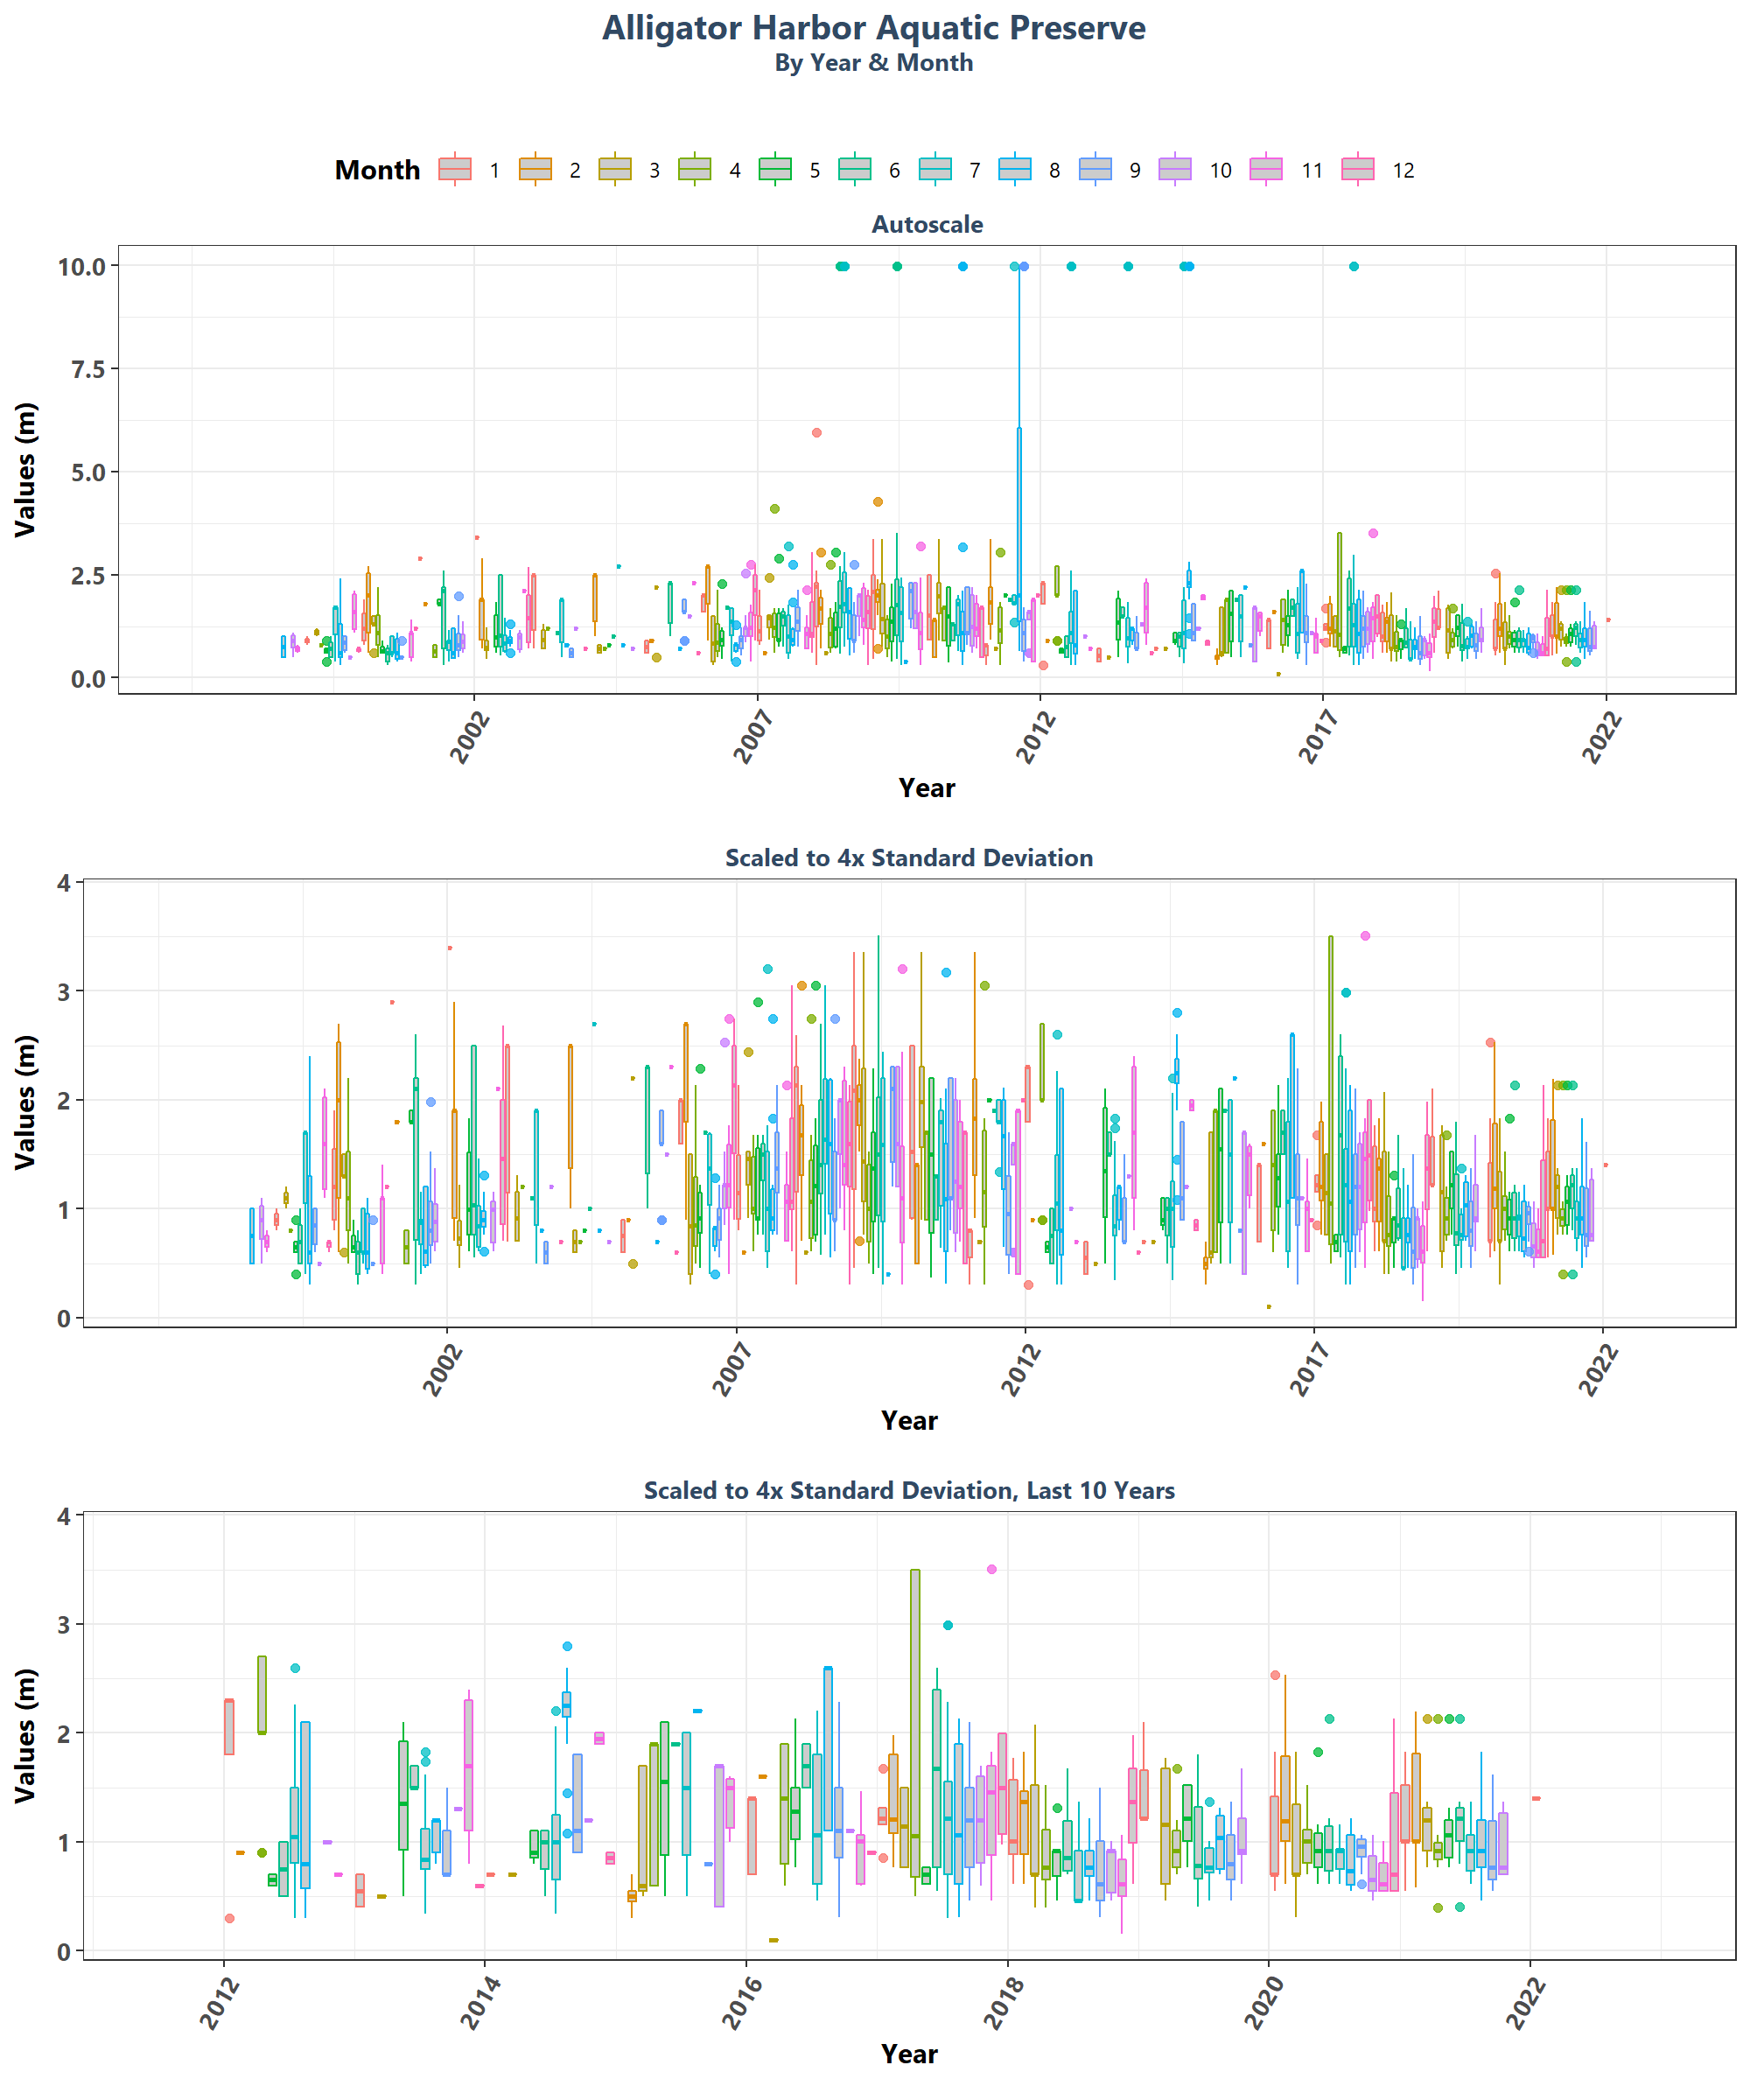 Alligator Harbor Aquatic Preserve
By Year & Month
Month 1 2 3 4 5 6 7 8 9 10 11 12
Autoscale
10.0
7.5
5.0
2.5
0.0
Values (m)
2002 2007 2012 2017 2022
Year
Scaled to 4x Standard Deviation
4
3
2
1
0
Values (m)
2002 2007 2012 2017 2022
Year
Scaled to 4x Standard Deviation, Last 10 Years
4
3
2
1
0
Values (m)
2012 2014 2016 2018 2020 2022
Year